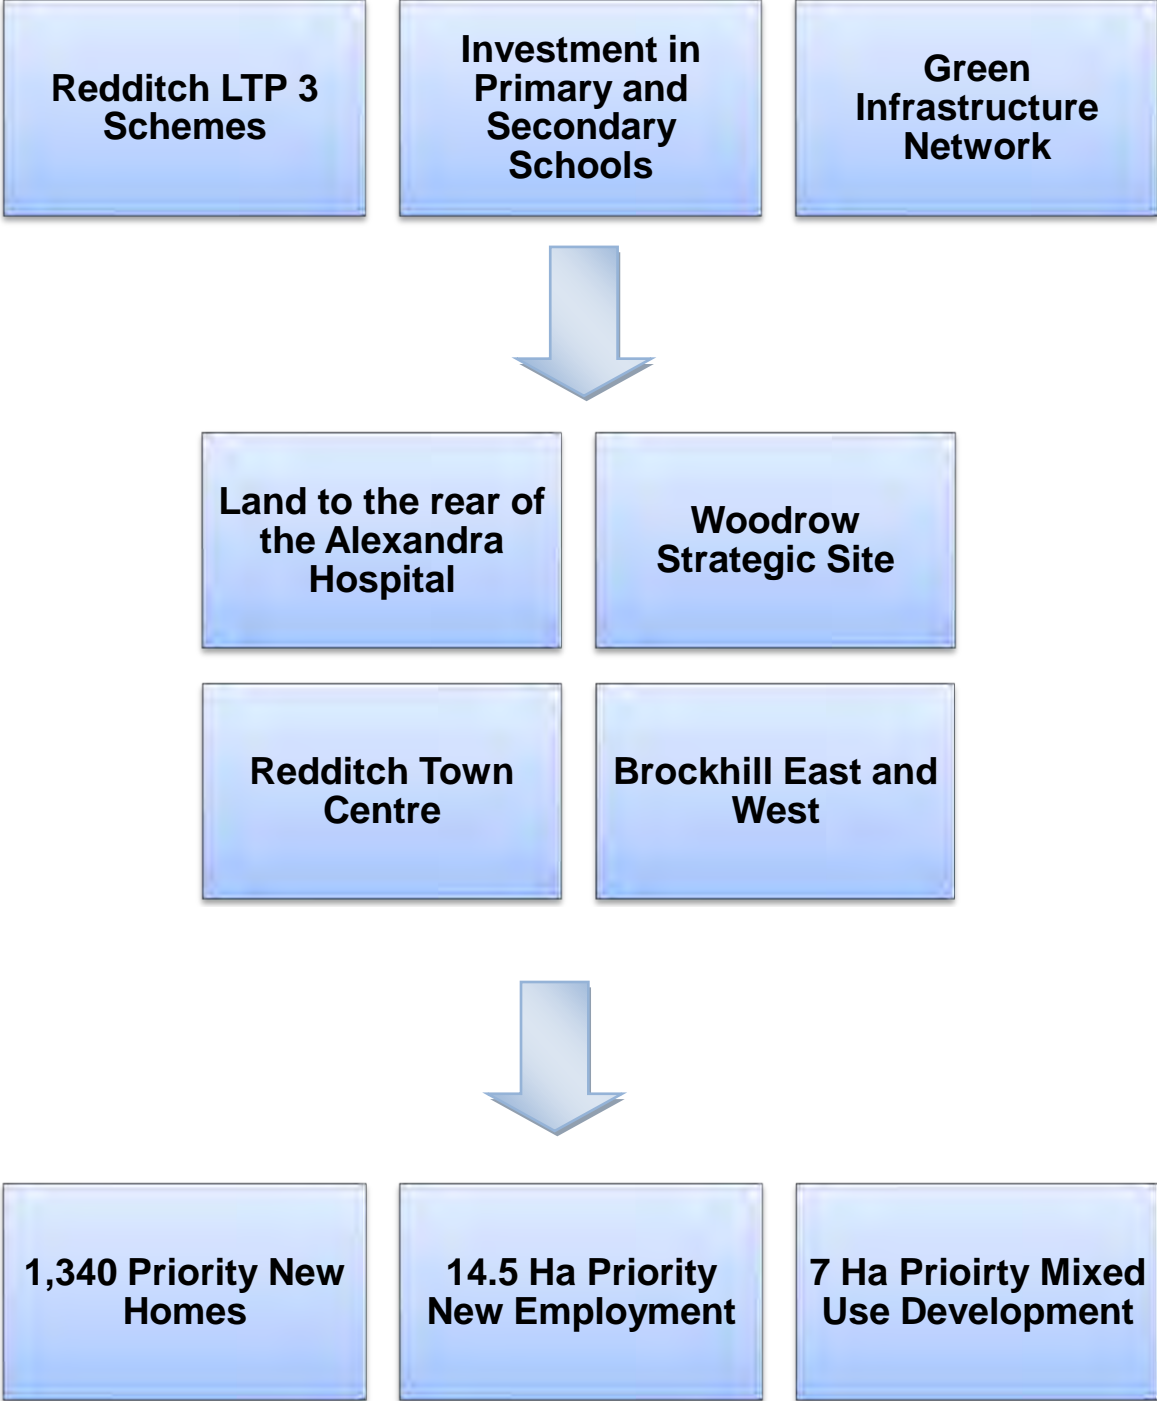 Redditch LTP 3
Schemes
Investment in
Primary and
Secondary
Schools
Green
Infrastructure
Network
Land to the rear of
the Alexandra
Hospital
Woodrow
Strategic Site
Redditch Town
Centre
Brockhill East and
West
1,340 Priority New
Homes
14.5 Ha Priority
New Employment
7 Ha Prioirty Mixed
Use Development